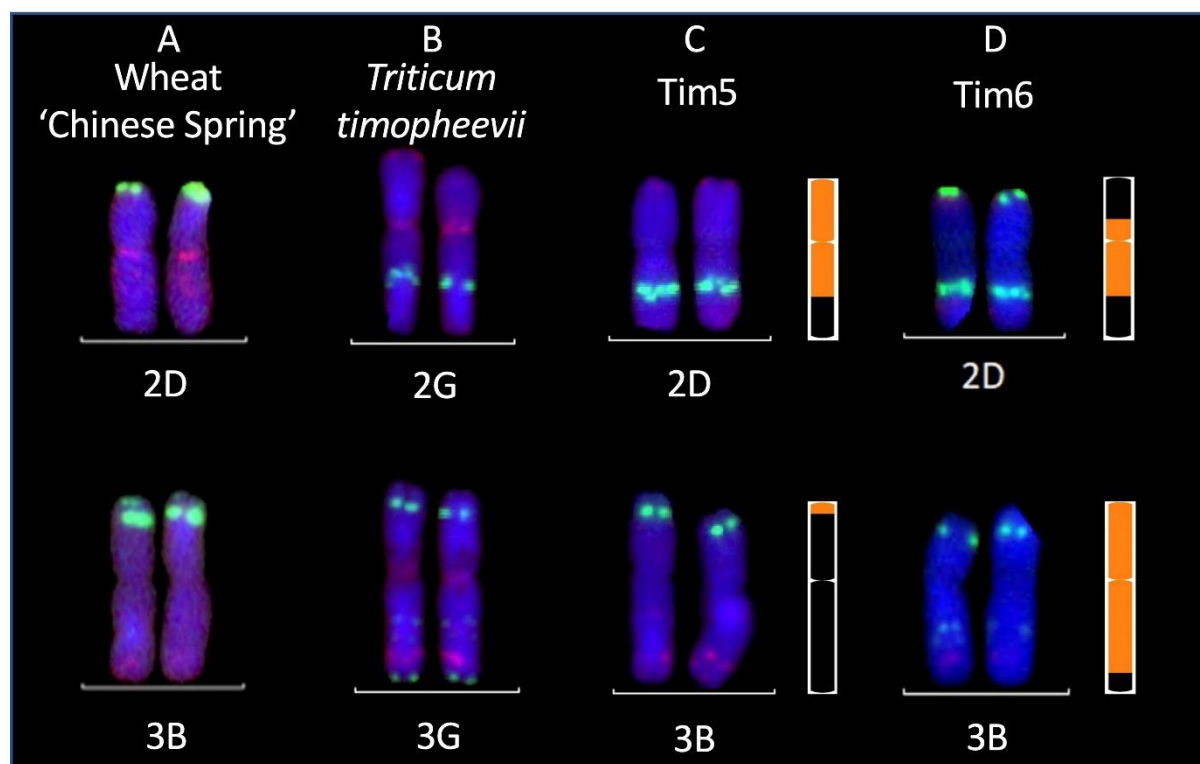 A
Wheat
‘Chinese Spring’
B
Triticum
timopheevii
C
Tim5
D
Tim6
2D
2G
2D
2D
3B
3G
3B
3B